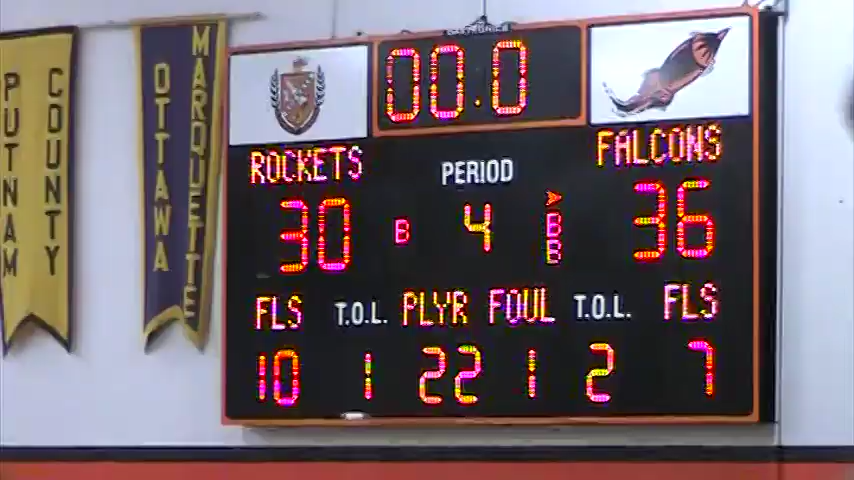 PUTNAM COUNTY
OTTAWA MARQUETTE
DAKTRONICS
00.0
ROCKETS
PERIOD
FALCONS
30 B 4 B B 36
FLS T.O.L. PLYR FOUL T.O.L. FLS
10 1 22 1 2 7